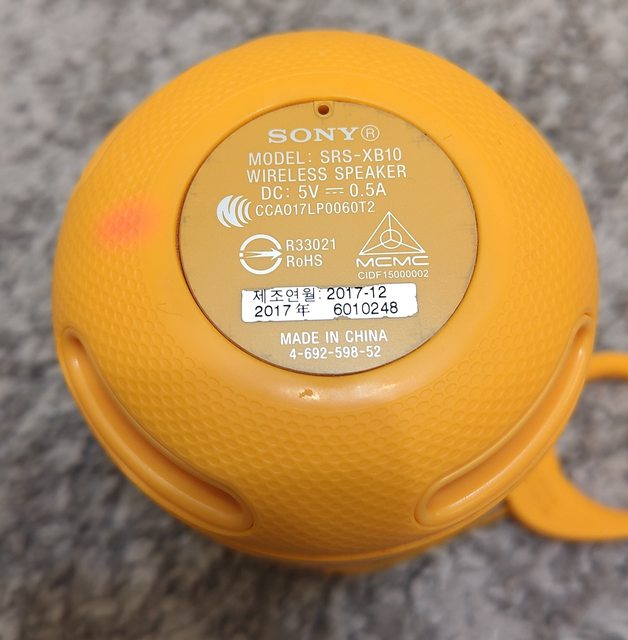 SONY®
MODEL: SRS-XB10
WIRELESS SPEAKER
DC: 5V ⎓ 0.5A
CCAO17LP0060T2
R33021
RoHS
MCMC
CIDF15000002
제조연월: 2017-12
2017年 6010248
MADE IN CHINA
4-692-598-52